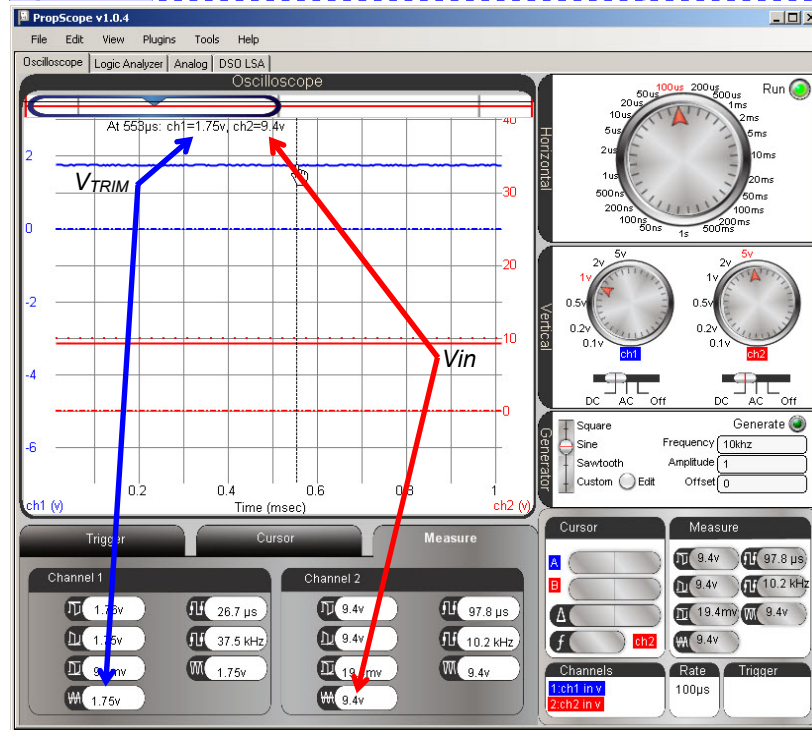 PropScope v1.0.4
File Edit View Plugins Tools Help
Oscilloscope Logic Analyzer Analog DSO LSA
Oscilloscope
At 553µs: ch1=1.75v, ch2=9.4v
VTRIM
Vin
2
0
-2
-4
-6
40
30
20
10
0
0.2 0.4 0.6 0.8 1
ch1 (v) Time (msec) ch2 (v)
Horizontal
Run
50us 100us 200us 500us
20us 1ms
10us 2ms
5us 5ms
2us 10ms
1us 20ms
500ns 50ms
200ns 100ms
100ns 50ns 1s 500ms
Vertical
2v 5v 2v 5v
1v 1v
0.5v 0.5v
0.2v 0.2v
0.1v 0.1v
ch1 ch2
DC AC Off DC AC Off
Generator
Square
Sine
Sawtooth
Custom Edit
Generate
Frequency 10khz
Amplitude 1
Offset 0
Trigger Cursor Measure
Channel 1
1.76v 26.7 µs
1.75v 37.5 kHz
1.75v
1.75v
Channel 2
9.4v 97.8 µs
9.4v 10.2 kHz
9.4v
9.4v
Cursor
A
B
Δ
f ch2
Measure
9.4v 97.8 µs
9.4v 10.2 kHz
19.4mv 9.4v
9.4v
Channels
1:ch1 in v
2:ch2 in v
Rate
100µs
Trigger